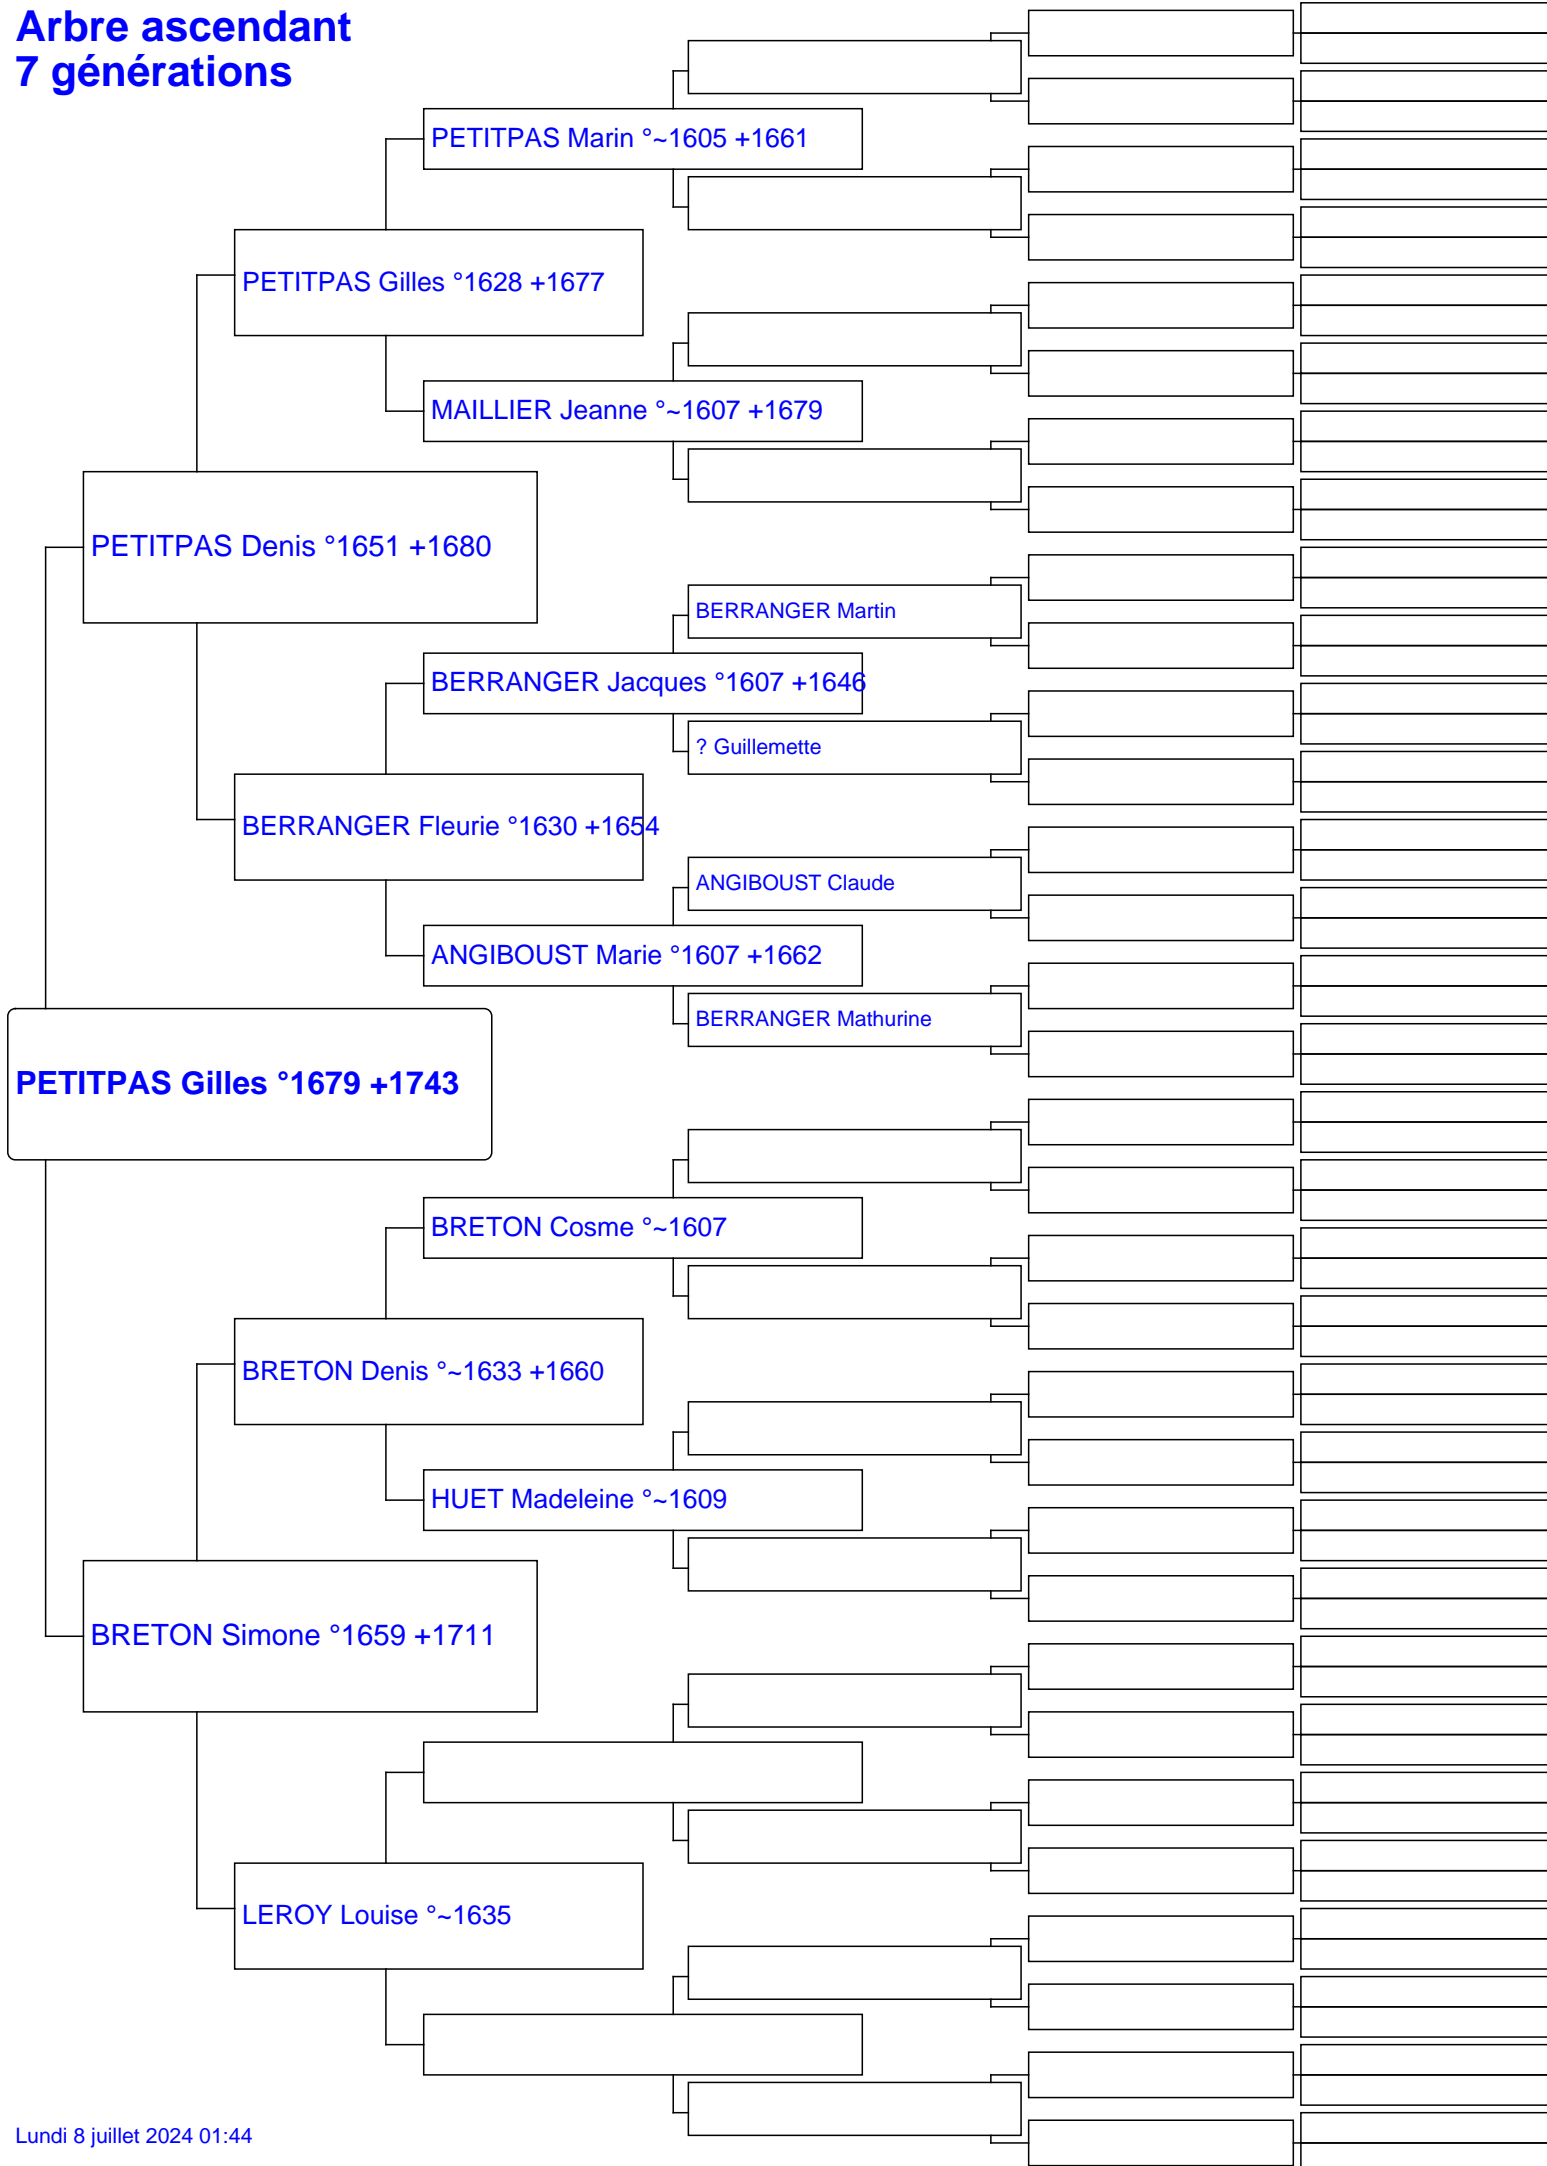 Arbre ascendant
7 générations
PETITPAS Marin °~1605 +1661
PETITPAS Gilles °1628 +1677
MAILLIER Jeanne °~1607 +1679
PETITPAS Denis °1651 +1680
BERRANGER Martin
BERRANGER Jacques °1607 +1646
? Guillemette
BERRANGER Fleurie °1630 +1654
ANGIBOUST Claude
ANGIBOUST Marie °1607 +1662
BERRANGER Mathurine
PETITPAS Gilles °1679 +1743
BRETON Cosme °~1607
BRETON Denis °~1633 +1660
HUET Madeleine °~1609
BRETON Simone °1659 +1711
LEROY Louise °~1635
Lundi 8 juillet 2024 01:44